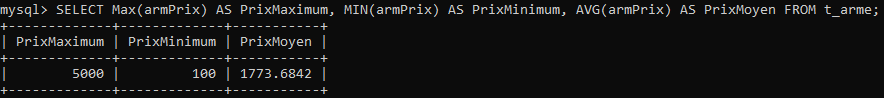 mysql> SELECT Max(armPrix) AS PrixMaximum, MIN(armPrix) AS PrixMinimum, AVG(armPrix) AS PrixMoyen FROM t_arme;
+-------------+-------------+-----------+
| PrixMaximum | PrixMinimum | PrixMoyen |
+-------------+-------------+-----------+
|        5000 |         100 | 1773.6842 |
+-------------+-------------+-----------+